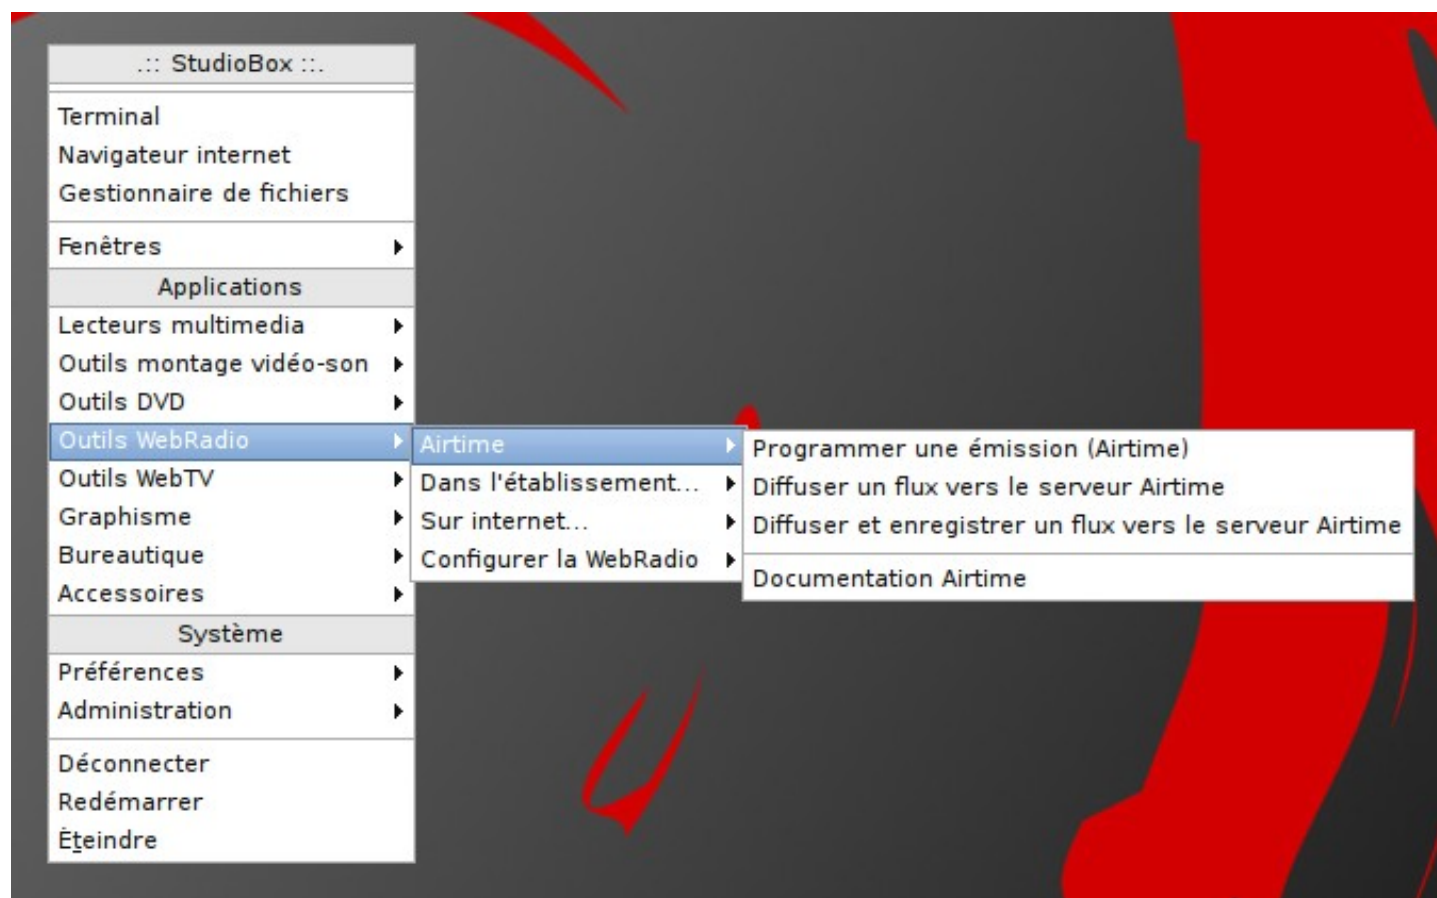 .:: StudioBox ::.
Terminal
Navigateur internet
Gestionnaire de fichiers
Fenêtres
Applications
Lecteurs multimedia
Outils montage vidéo-son
Outils DVD
Outils WebRadio
Outils WebTV
Graphisme
Bureautique
Accessoires
Système
Préférences
Administration
Déconnecter
Redémarrer
Éteindre
Airtime
Dans l'établissement...
Sur internet...
Configurer la WebRadio
Programmer une émission (Airtime)
Diffuser un flux vers le serveur Airtime
Diffuser et enregistrer un flux vers le serveur Airtime
Documentation Airtime